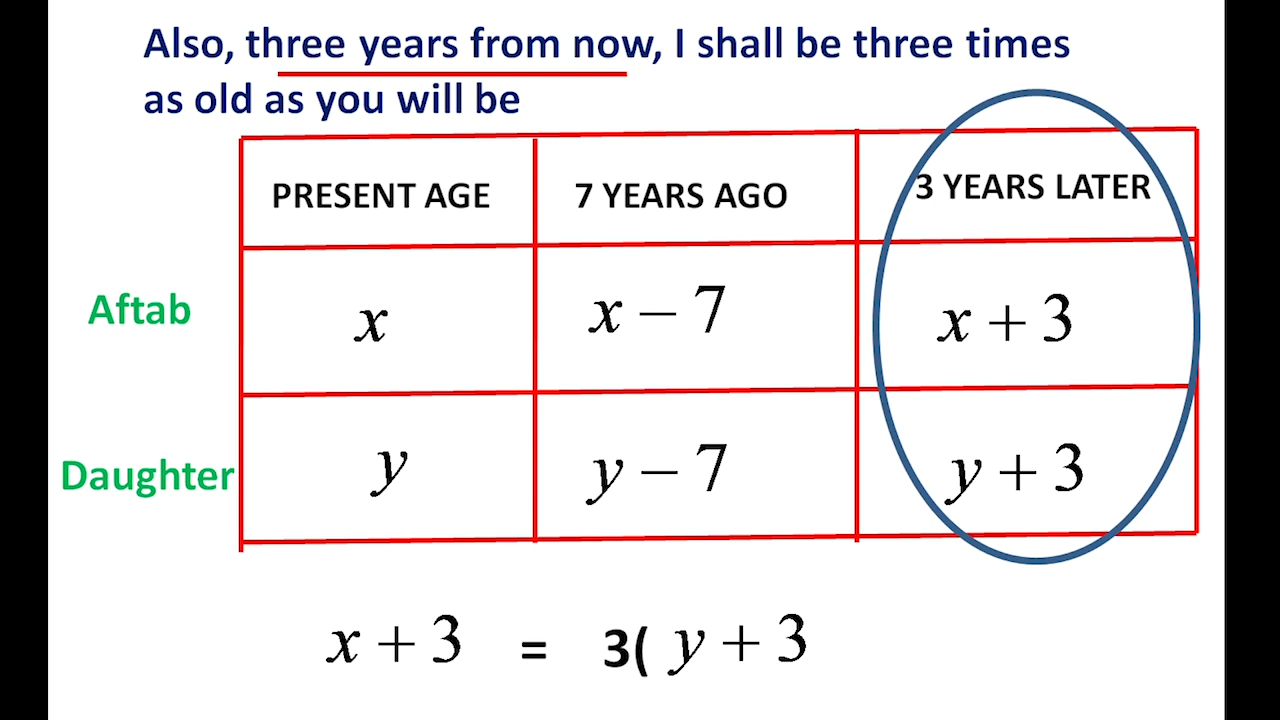 Also, three years from now, I shall be three times
as old as you will be
PRESENT AGE 7 YEARS AGO 3 YEARS LATER
Aftab x x − 7 x + 3
Daughter y y − 7 y + 3
x + 3 = 3( y + 3